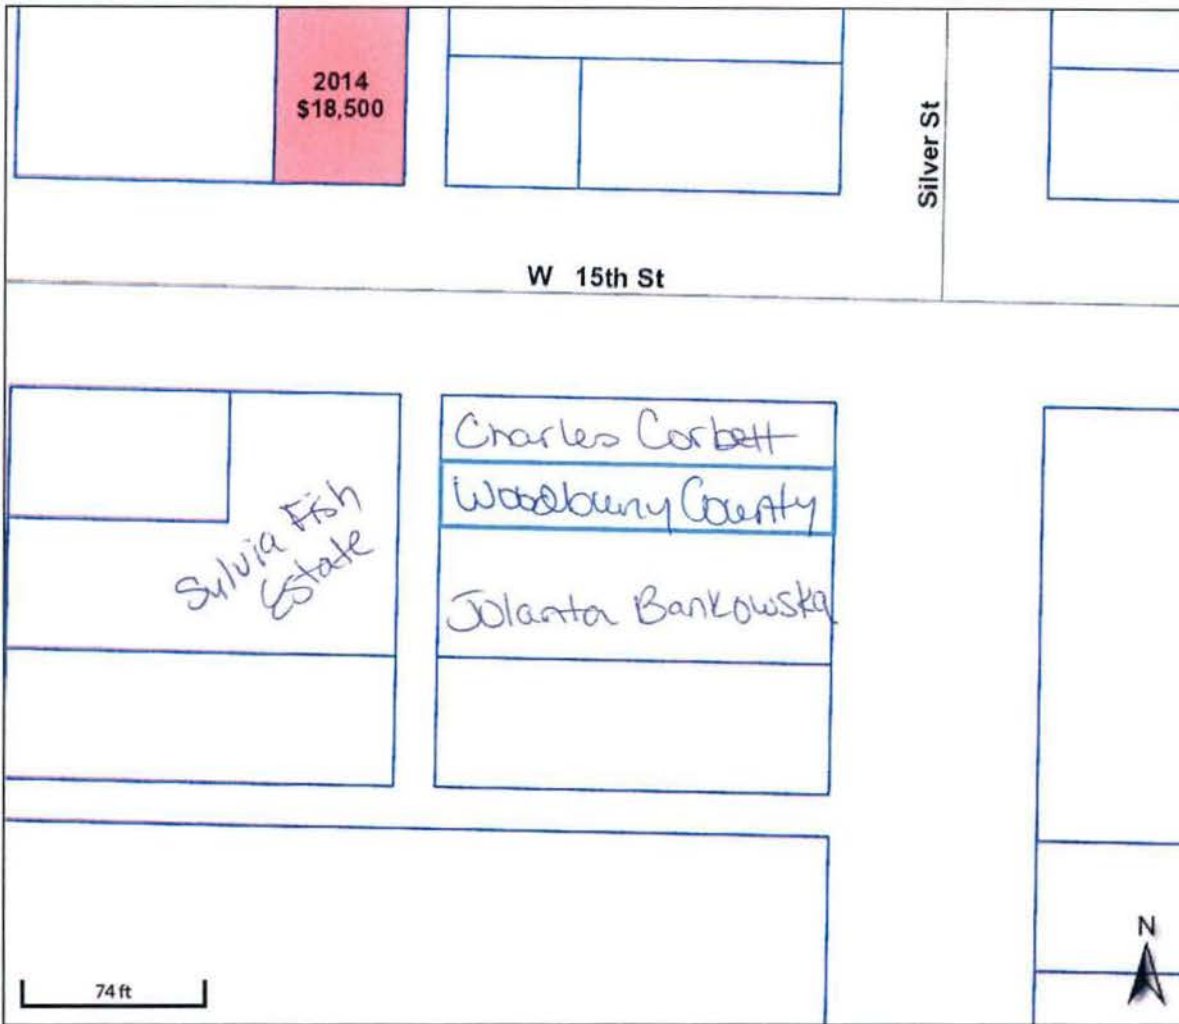 2014
$18,500
Silver St
W 15th St
Charles Corbett
Woodbury County
Sylvia Fish
Estate
Jolanta Bankowska
74 ft
N